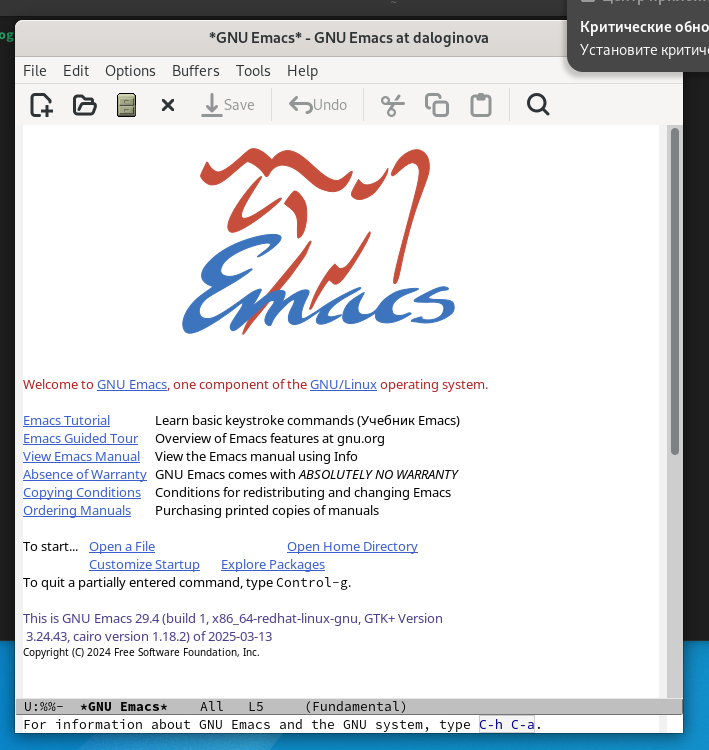 Критические обно
Установите критич
*GNU Emacs* - GNU Emacs at daloginova
File Edit Options Buffers Tools Help
Save Undo
Emacs
Welcome to GNU Emacs, one component of the GNU/Linux operating system.
Emacs Tutorial Learn basic keystroke commands (Учебник Emacs)
Emacs Guided Tour Overview of Emacs features at gnu.org
View Emacs Manual View the Emacs manual using Info
Absence of Warranty GNU Emacs comes with ABSOLUTELY NO WARRANTY
Copying Conditions Conditions for redistributing and changing Emacs
Ordering Manuals Purchasing printed copies of manuals
To start... Open a File Open Home Directory
Customize Startup Explore Packages
To quit a partially entered command, type Control-g.
This is GNU Emacs 29.4 (build 1, x86_64-redhat-linux-gnu, GTK+ Version
3.24.43, cairo version 1.18.2) of 2025-03-13
Copyright (C) 2024 Free Software Foundation, Inc.
U:%%- *GNU Emacs* All L5 (Fundamental)
For information about GNU Emacs and the GNU system, type C-h C-a.